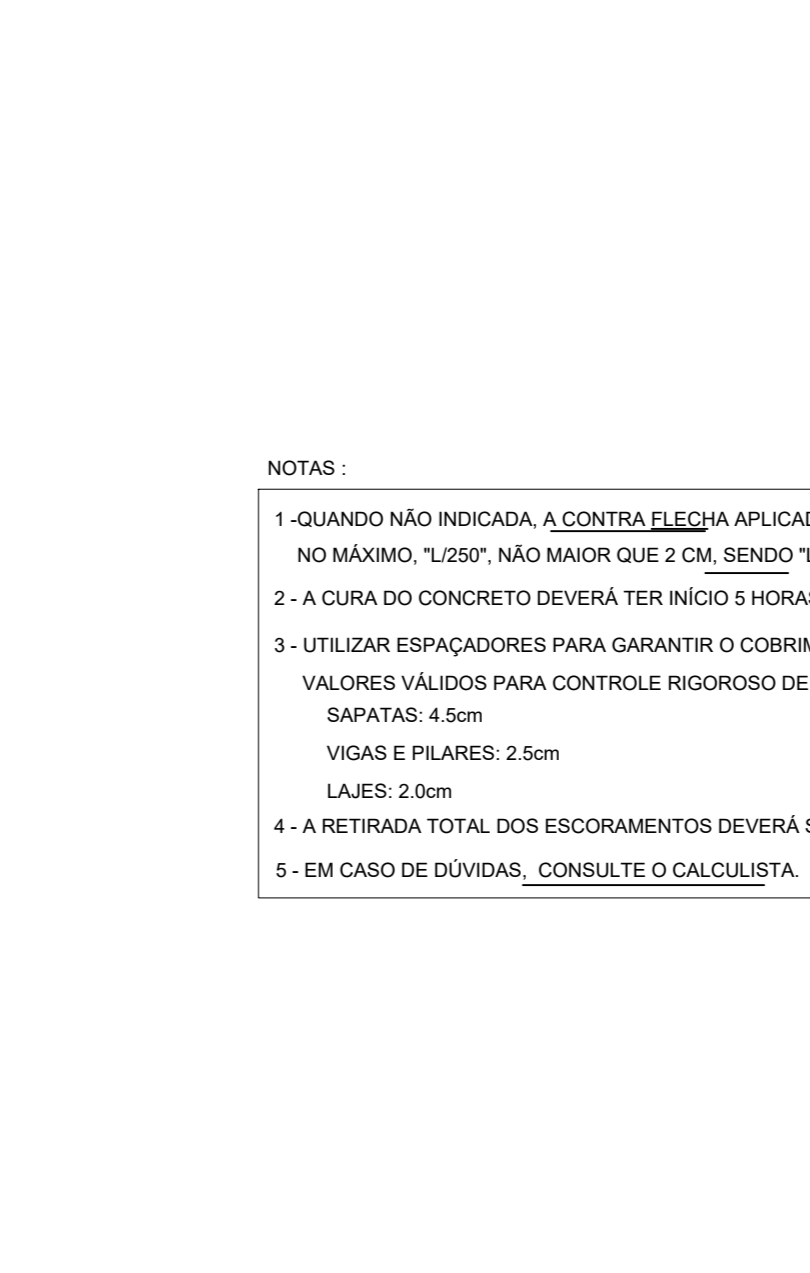 NOTAS :
1 -QUANDO NÃO INDICADA, A CONTRA FLECHA
NO MÁXIMO, "L/250", NÃO MAIOR QUE 2 CM, SENDO
2 - A CURA DO CONCRETO DEVERÁ TER INÍCIO 5
3 - UTILIZAR ESPAÇADORES PARA GARANTIR O
VALORES VÁLIDOS PARA CONTROLE RIGOROSO DE
SAPATAS: 4.5cm
VIGAS E PILARES: 2.5cm
LAJES: 2.0cm
4 - A RETIRADA TOTAL DOS ESCORAMENTOS DEVERÁ
5 - EM CASO DE DÚVIDAS, CONSULTE O CALCULISTA.